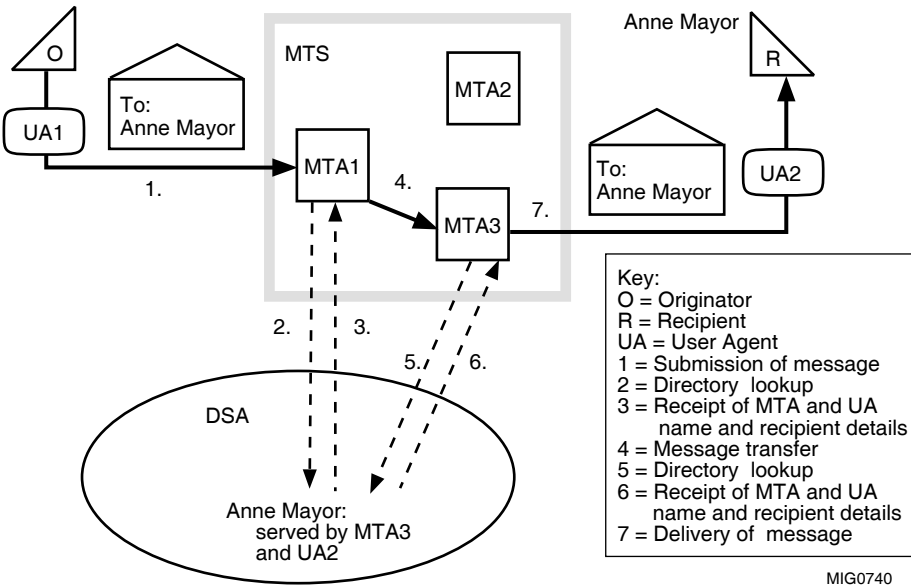 O
UA1
To:
Anne Mayor
1.
MTS
MTA2
MTA1
4.
MTA3
7.
Anne Mayor
R
To:
Anne Mayor
UA2
2.
3.
5.
6.
DSA
Anne Mayor:
served by MTA3
and UA2
Key:
O = Originator
R = Recipient
UA = User Agent
1 = Submission of message
2 = Directory lookup
3 = Receipt of MTA and UA
name and recipient details
4 = Message transfer
5 = Directory lookup
6 = Receipt of MTA and UA
name and recipient details
7 = Delivery of message
MIG0740